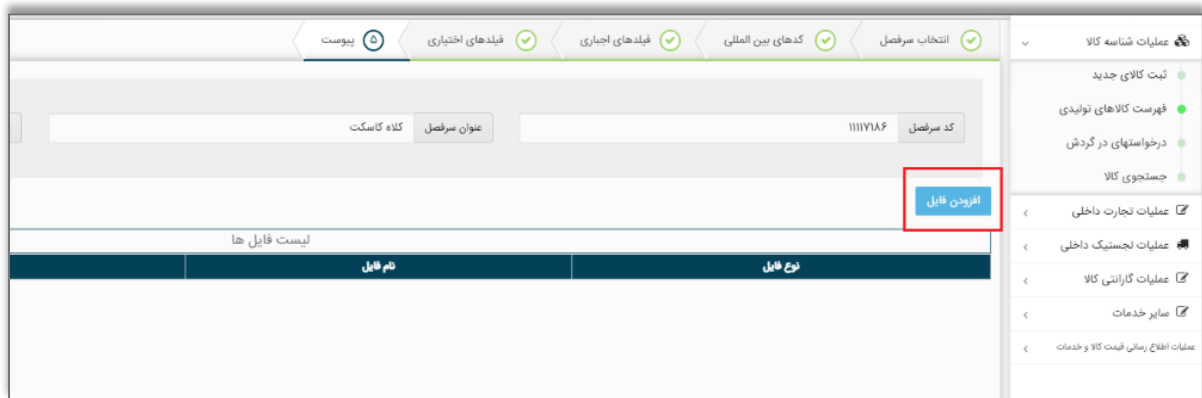 انتخاب سرفصل
کدهای بین المللی
فیلدهای اجباری
فیلدهای اختیاری
۵ پیوست
کد سرفصل ۱۱۱۱۷۱۸۶
عنوان سرفصل کلاه کاسکت
افزودن فایل
لیست فایل ها
نوع فایل
نام فایل
عملیات شناسه کالا
ثبت کالای جدید
فهرست کالاهای تولیدی
درخواستهای در گردش
جستجوی کالا
عملیات تجارت داخلی
عملیات لجستیک داخلی
عملیات گارانتی کالا
سایر خدمات
عملیات اطلاع رسانی قیمت کالا و خدمات